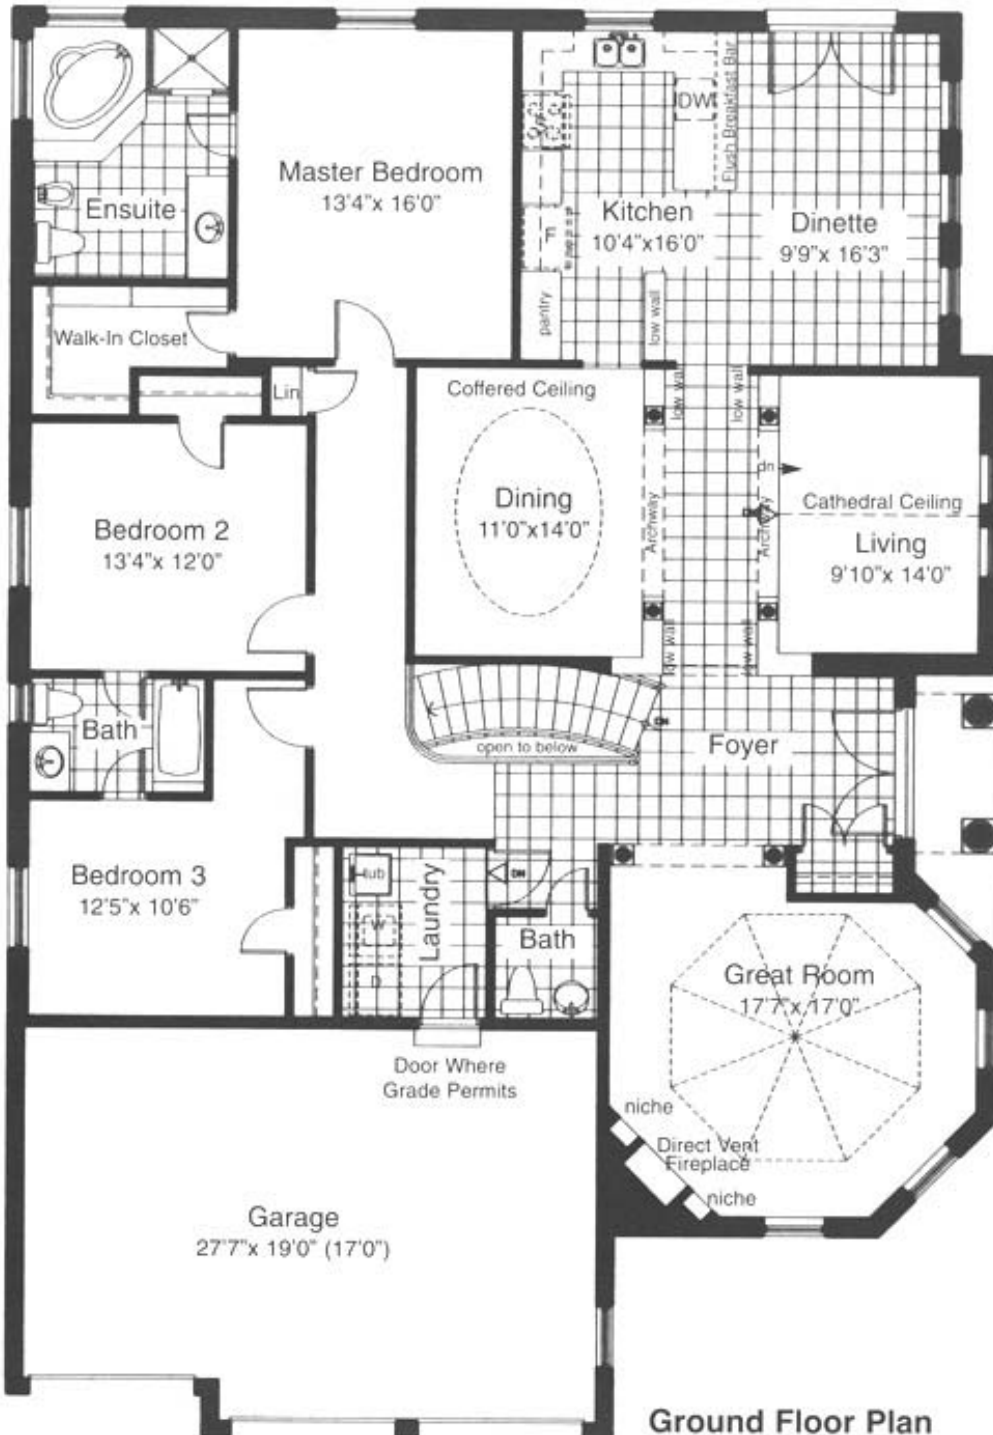 Master Bedroom
13'4"x 16'0"
Ensuite
Walk-In Closet
Lin
Kitchen
10'4"x16'0"
DW
Flush Breakfast Bar
Dinette
9'9"x 16'3"
pantry
low wall
Coffered Ceiling
low wall
low wall
Dining
11'0"x14'0"
Archway
Archway
dn
Cathedral Ceiling
Living
9'10"x 14'0"
low wall
low wall
Bedroom 2
13'4"x 12'0"
Bath
open to below
DN
Foyer
Bedroom 3
12'5"x 10'6"
tub
W
D
Laundry
DN
Bath
Great Room
17'7"x 17'0"
Door Where
Grade Permits
niche
Direct Vent
Fireplace
niche
Garage
27'7"x 19'0" (17'0")
Ground Floor Plan